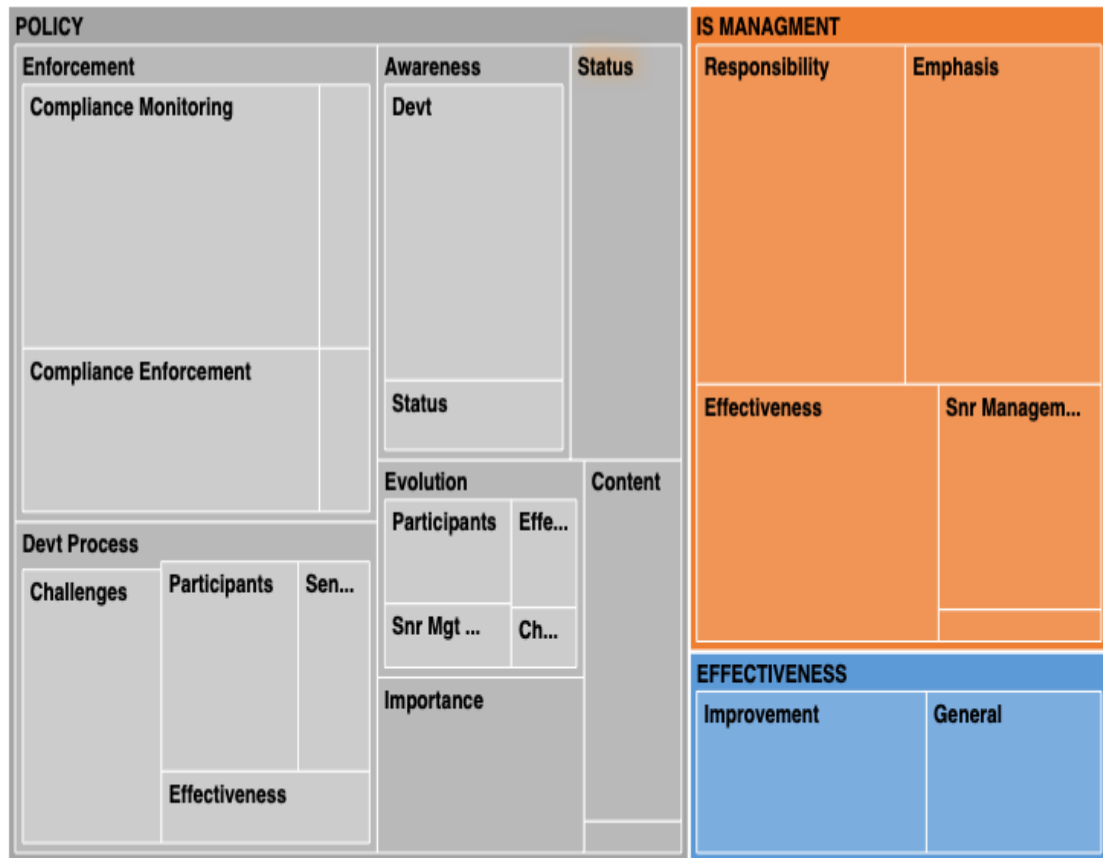 POLICY
Enforcement
Compliance Monitoring
Compliance Enforcement
Devt Process
Challenges
Participants
Sen...
Effectiveness
Awareness
Devt
Status
Status
Evolution
Participants
Effe...
Snr Mgt ...
Ch...
Importance
Content
IS MANAGMENT
Responsibility
Emphasis
Effectiveness
Snr Managem...
EFFECTIVENESS
Improvement
General